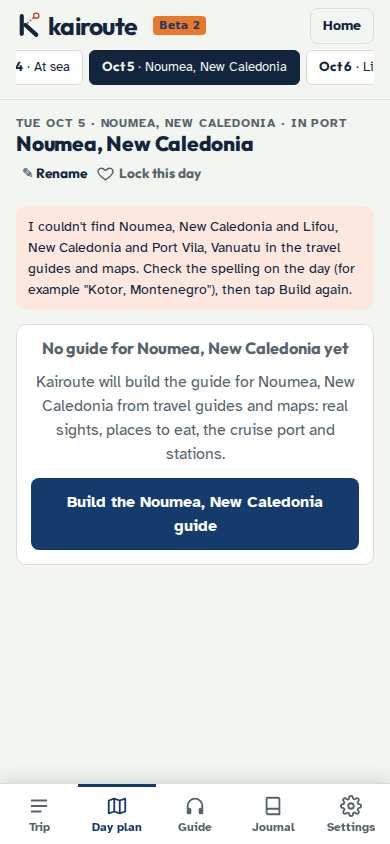 kairoute Beta 2 Home
4 · At sea Oct 5 · Noumea, New Caledonia Oct 6 · Li
TUE OCT 5 · NOUMEA, NEW CALEDONIA · IN PORT
Noumea, New Caledonia
✎ Rename Lock this day
I couldn't find Noumea, New Caledonia and Lifou,
New Caledonia and Port Vila, Vanuatu in the travel
guides and maps. Check the spelling on the day (for
example "Kotor, Montenegro"), then tap Build again.
No guide for Noumea, New Caledonia yet
Kairoute will build the guide for Noumea, New
Caledonia from travel guides and maps: real
sights, places to eat, the cruise port and
stations.
Build the Noumea, New Caledonia
guide
Trip Day plan Guide Journal Settings